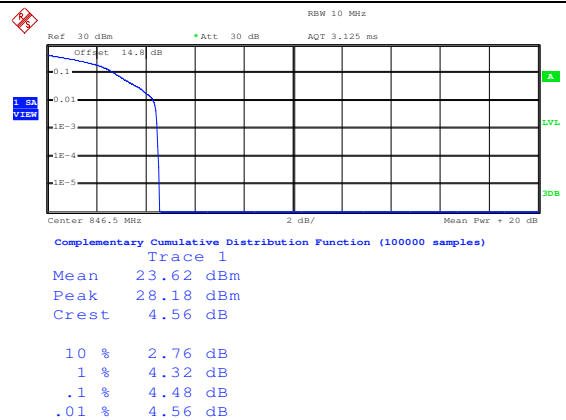 RBW 10 MHz
Ref 30 dBm *Att 30 dB AQT 3.125 ms
Offset 14.8 dB
0.1
A
0.01
1 SA
VIEW
1E-3
LVL
1E-4
1E-5
3DB
Center 846.5 MHz 2 dB/ Mean Pwr + 20 dB
Complementary Cumulative Distribution Function (100000 samples)
Trace 1
Mean 23.62 dBm
Peak 28.18 dBm
Crest 4.56 dB
10 % 2.76 dB
1 % 4.32 dB
.1 % 4.48 dB
.01 % 4.56 dB